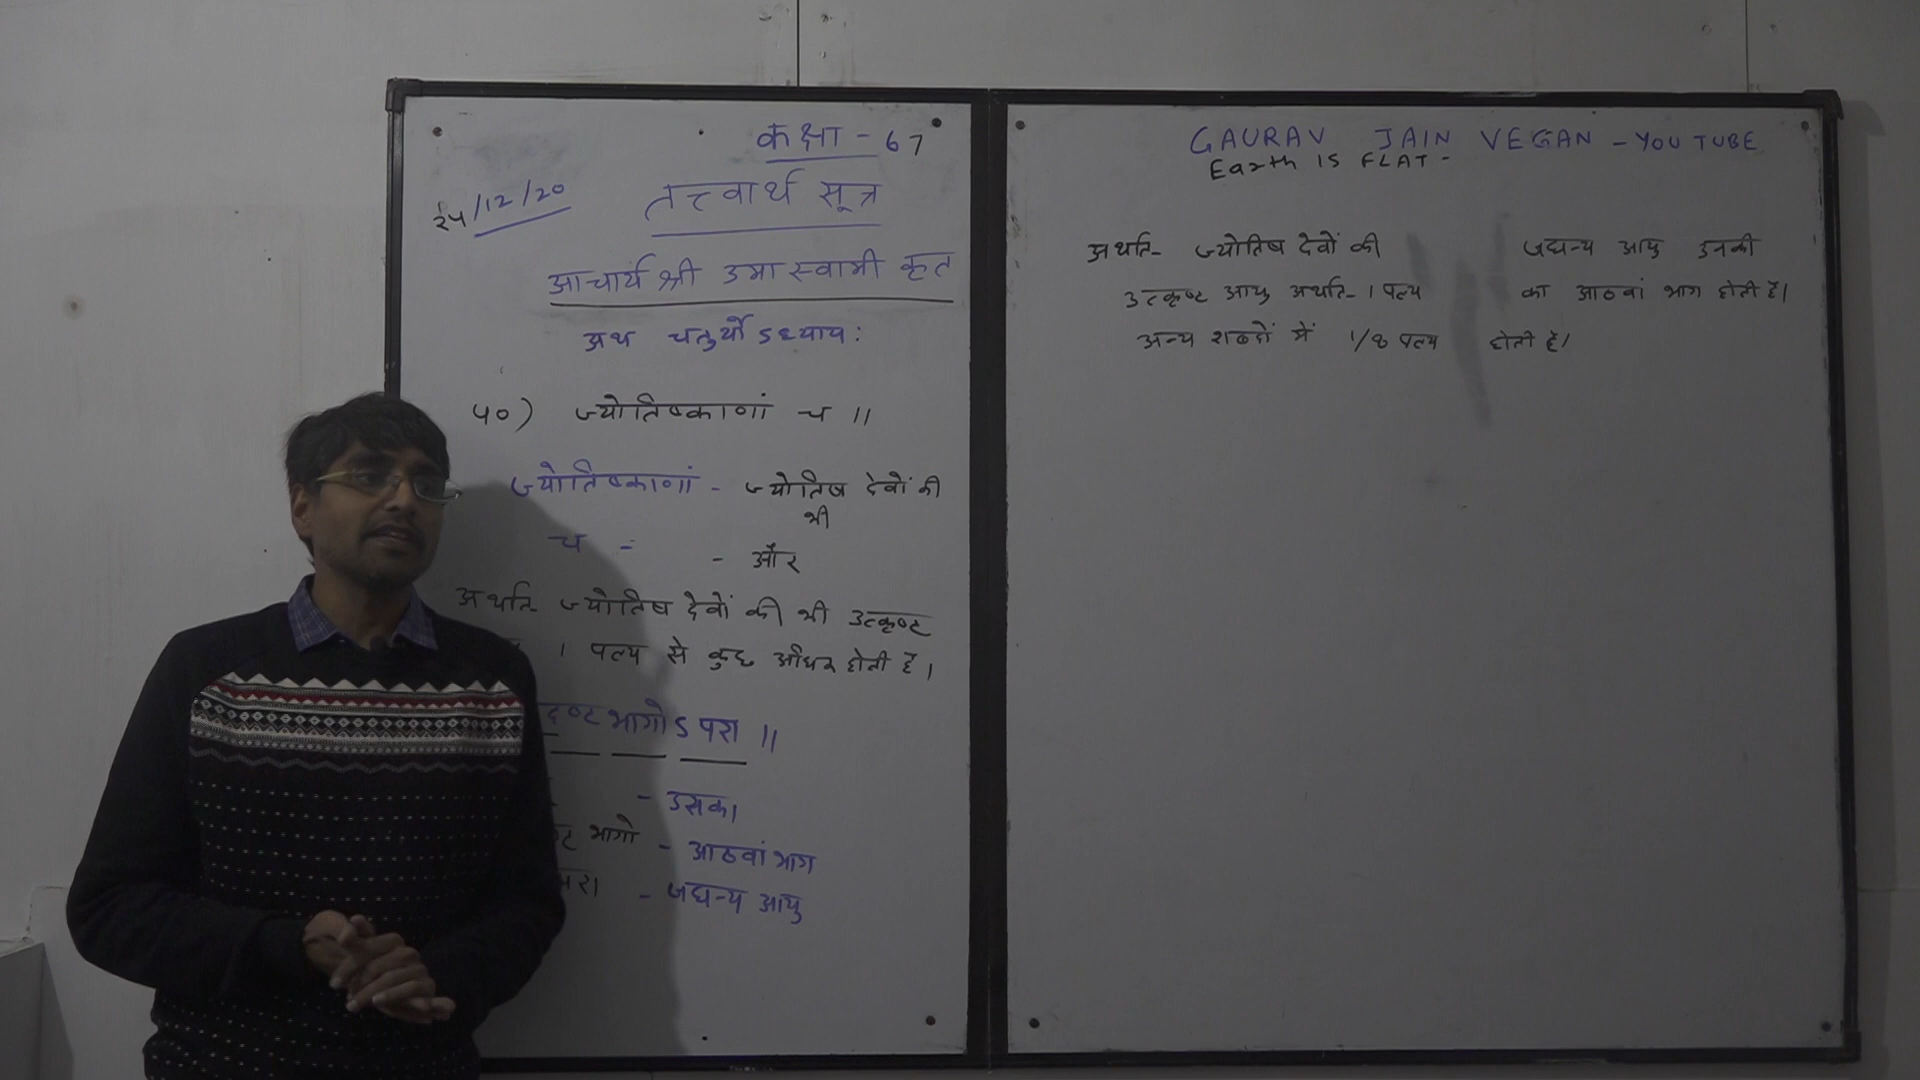 कक्षा - 67
२५/12/20
तत्त्वार्थ सूत्र
आचार्य श्री उमास्वामी कृत
अथ चतुर्थोऽध्याय:
५०) ज्योतिष्काणां च ॥
ज्योतिष्काणां - ज्योतिष देवों की
भी
च - - और
अर्थात- ज्योतिष देवों की भी उत्कृष्ट
1 पल्य से कुछ होती है।
भागोऽपरा ॥
- उसका
भागो - आठवां भाग
- जघन्य आयु
GAURAV JAIN VEGAN - YOUTUBE
Earth IS FLAT -
अर्थात- ज्योतिष देवों की जघन्य आयु उनकी
उत्कृष्ट आयु अर्थात- 1 पल्य का आठवां भाग होती है।
अन्य शब्दों में 1/8 पल्य होती है।